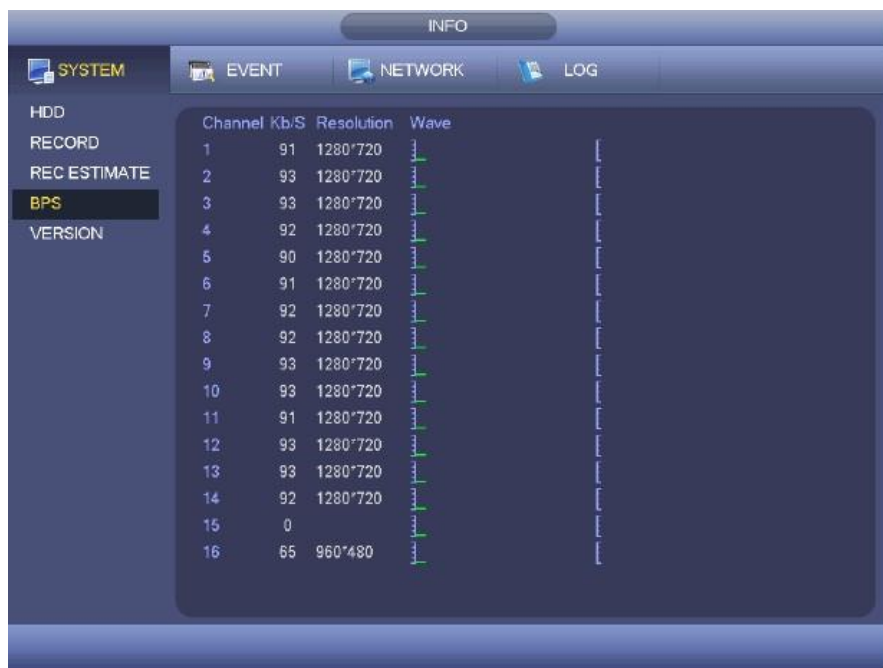 INFO
SYSTEM EVENT NETWORK LOG
HDD
RECORD
REC ESTIMATE
BPS
VERSION
Channel Kb/S Resolution Wave
1 91 1280*720
2 93 1280*720
3 93 1280*720
4 92 1280*720
5 90 1280*720
6 91 1280*720
7 92 1280*720
8 92 1280*720
9 93 1280*720
10 93 1280*720
11 91 1280*720
12 93 1280*720
13 93 1280*720
14 92 1280*720
15 0
16 65 960*480